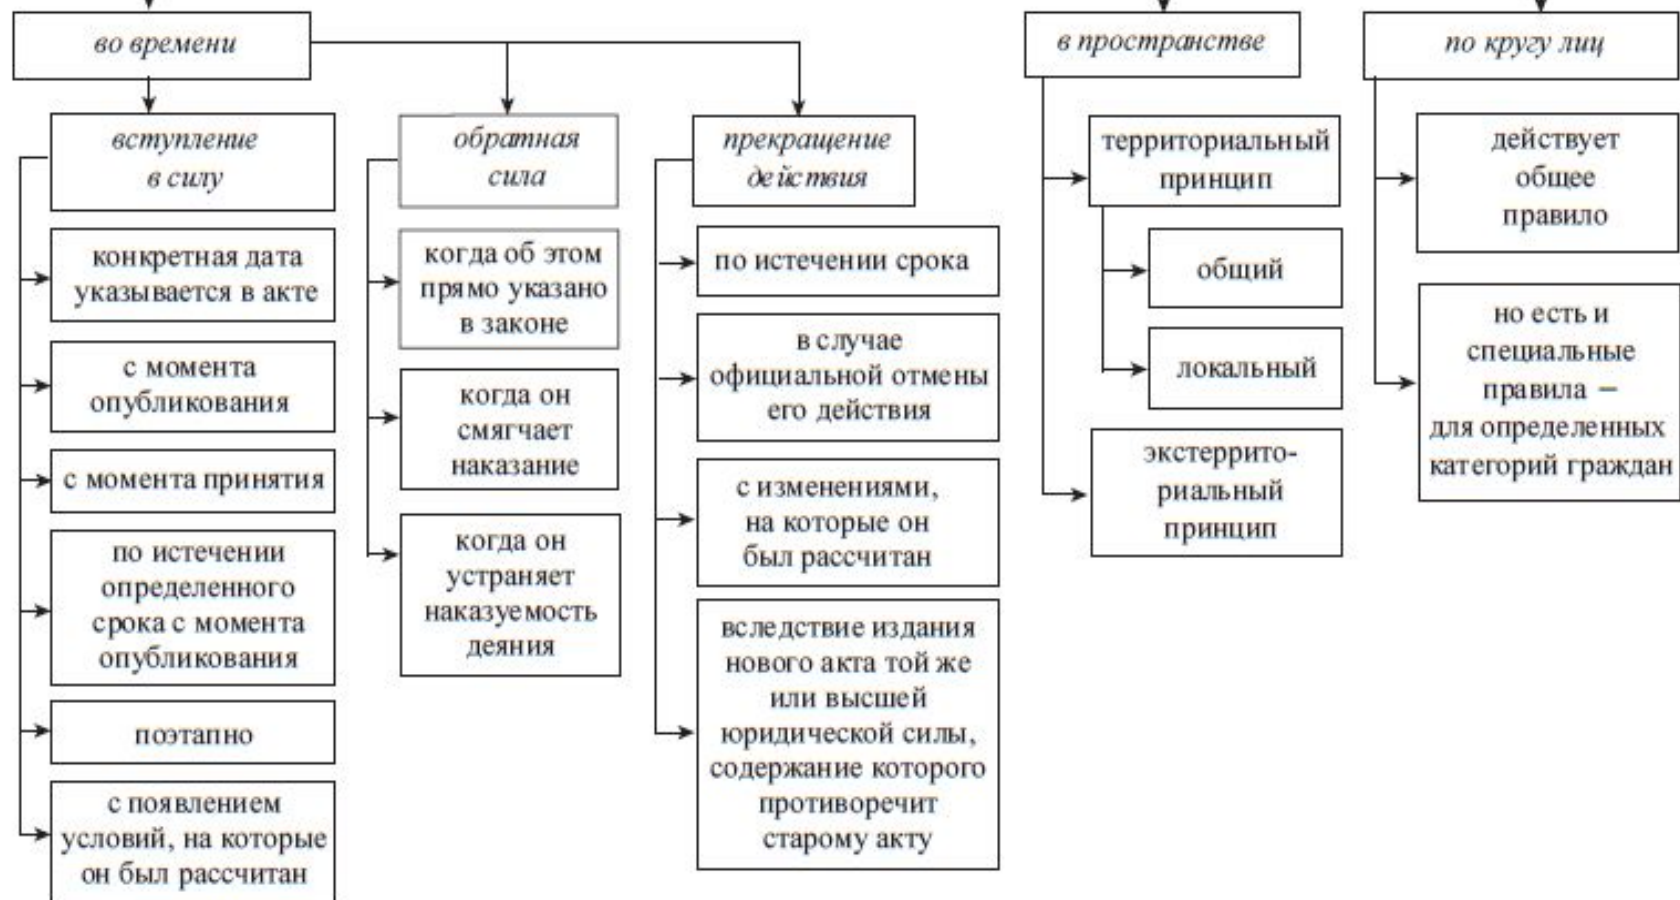 во времени
вступление
в силу
конкретная дата
указывается в акте
с момента
опубликования
с момента принятия
по истечении
определенного
срока с момента
опубликования
поэтапно
с появлением
условий, на которые
он был рассчитан
обратная
сила
когда об этом
прямо указано
в законе
когда он
смягчает
наказание
когда он
устраняет
наказуемость
деяния
прекращение
действия
по истечении срока
в случае
официальной отмены
его действия
с изменениями,
на которые он
был рассчитан
вследствие издания
нового акта той же
или высшей
юридической силы,
содержание которого
противоречит
старому акту
в пространстве
территориальный
принцип
общий
локальный
экстеррито-
риальный
принцип
по кругу лиц
действует
общее
правило
но есть и
специальные
правила –
для определенных
категорий граждан